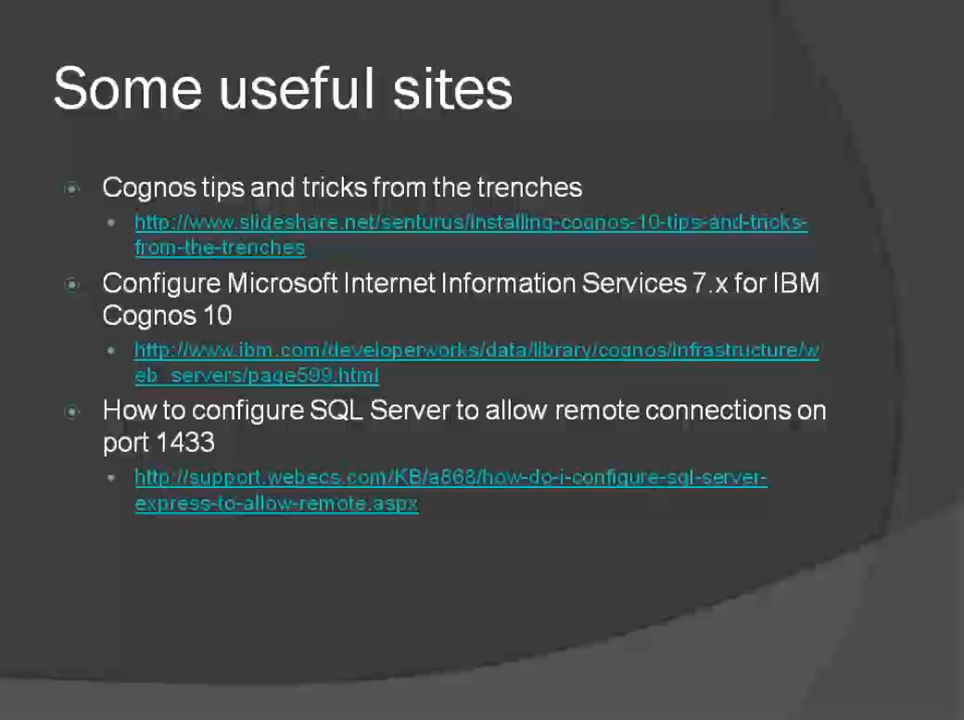 Some useful sites
Cognos tips and tricks from the trenches
http://www.slideshare.net/senturus/installing-cognos-10-tips-and-tricks-
from-the-trenches
Configure Microsoft Internet Information Services 7.x for IBM
Cognos 10
http://www.ibm.com/developerworks/data/library/cognos/infrastructure/w
eb_servers/page599.html
How to configure SQL Server to allow remote connections on
port 1433
http://support.webecs.com/KB/a868/how-do-i-configure-sql-server-
express-to-allow-remote.aspx